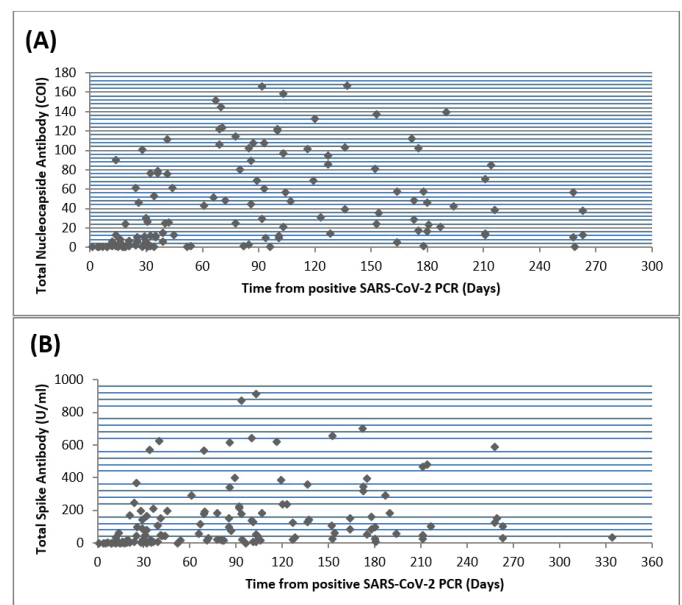 (A)
Total Nucleocapside Antibody (COI)
180
160
140
120
100
80
60
40
20
0
0 30 60 90 120 150 180 210 240 270 300
Time from positive SARS-CoV-2 PCR (Days)
(B)
Total Spike Antibody (U/ml)
1000
800
600
400
200
0
0 30 60 90 120 150 180 210 240 270 300 330 360
Time from positive SARS-CoV-2 PCR (Days)